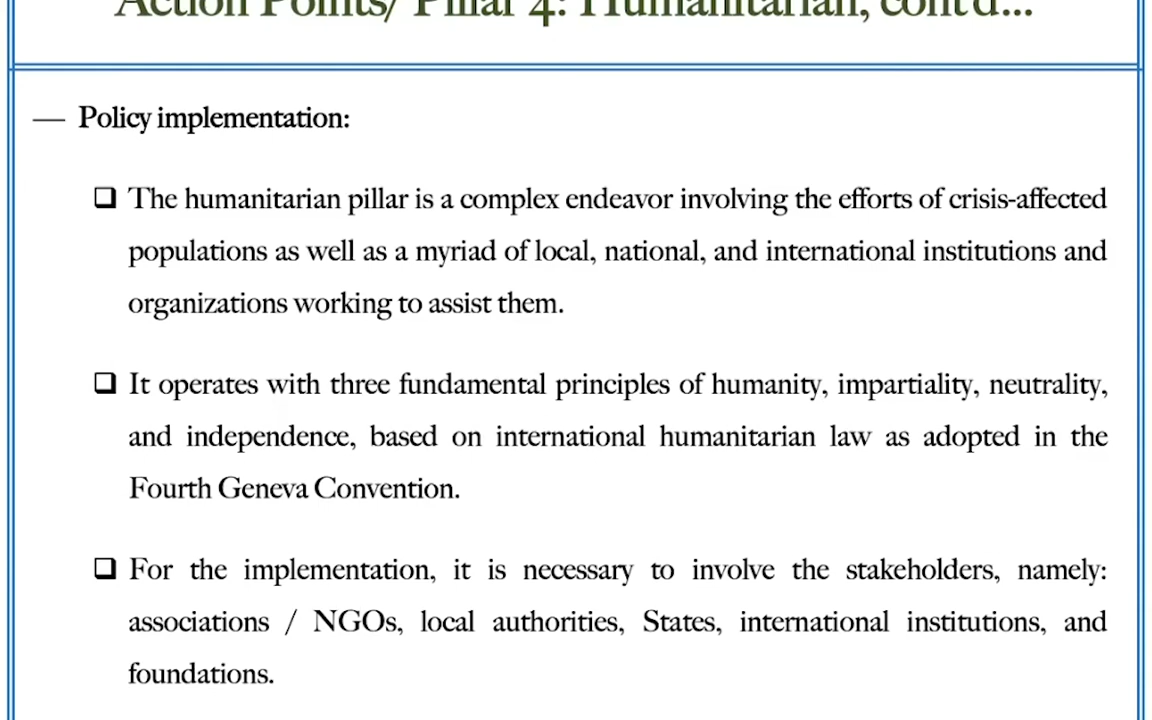 Action Points/ Pillar 4: Humanitarian, cont'd...
— Policy implementation:
❑ The humanitarian pillar is a complex endeavor involving the efforts of crisis-affected
populations as well as a myriad of local, national, and international institutions and
organizations working to assist them.
❑ It operates with three fundamental principles of humanity, impartiality, neutrality,
and independence, based on international humanitarian law as adopted in the
Fourth Geneva Convention.
❑ For the implementation, it is necessary to involve the stakeholders, namely:
associations / NGOs, local authorities, States, international institutions, and
foundations.